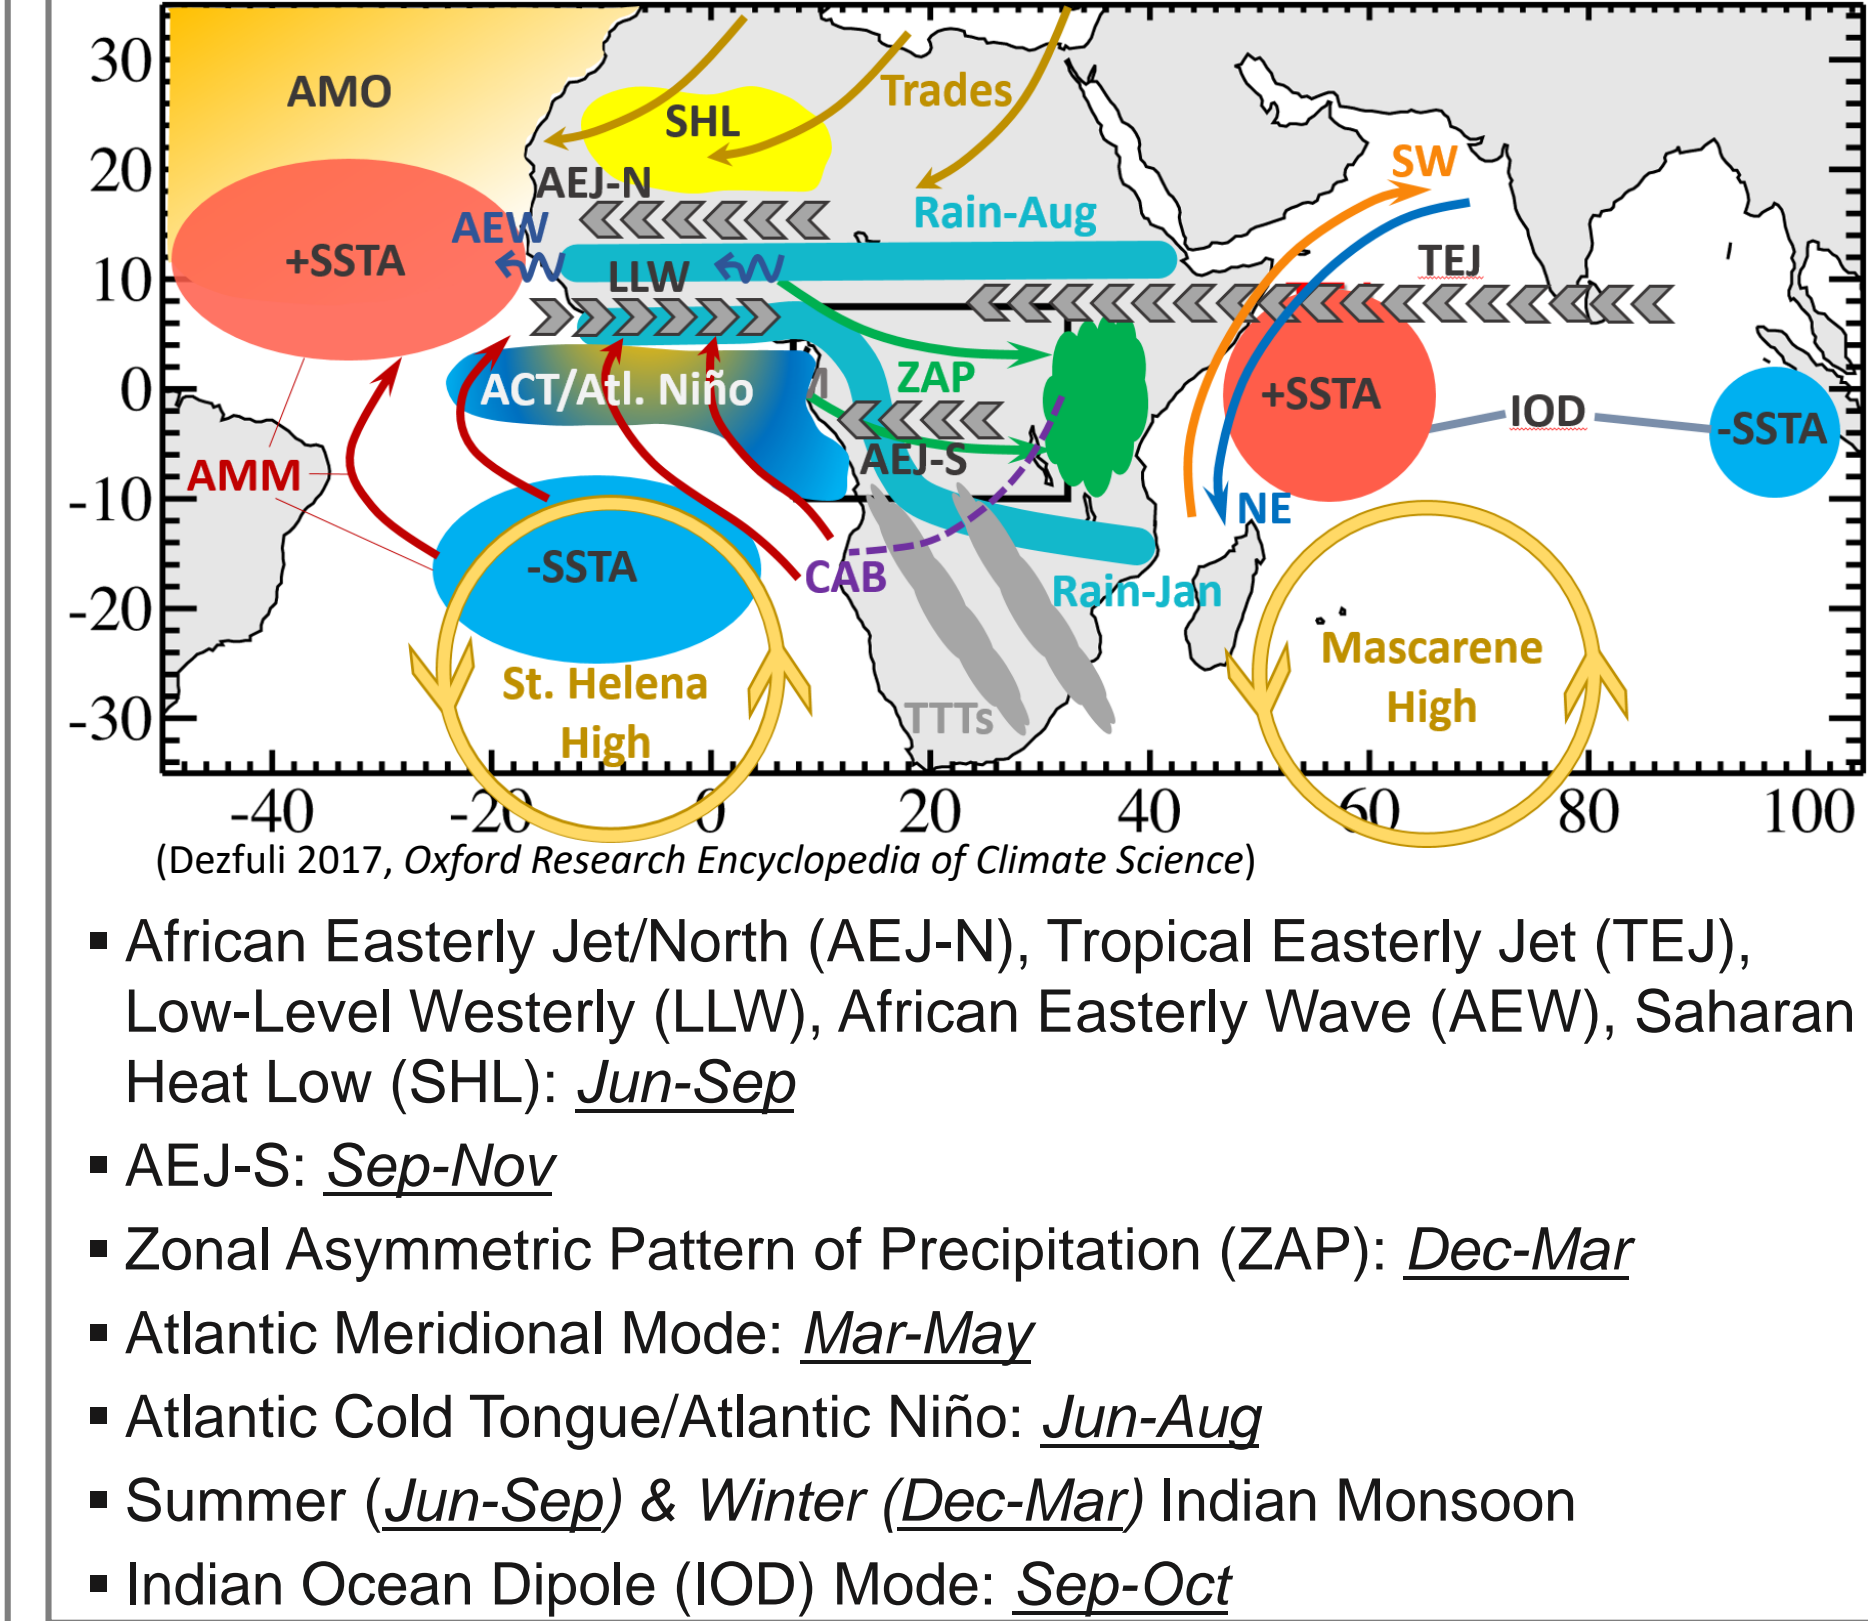 30
AMO
Trades
SHL
20
AEJ-N
SW
AEW
Rain-Aug
+SSTA
TEJ
10
LLW
0
ACT/Atl. Niño
ZAP
+SSTA
IOD
-SSTA
AMM
AEJ-S
-10
NE
-SSTA
CAB
Rain-Jan
-20
St. Helena
High
Mascarene
High
-30
TTTs
-40 -20 0 20 40 60 80 100
(Dezfuli 2017, Oxford Research Encyclopedia of Climate Science)
▪ African Easterly Jet/North (AEJ-N), Tropical Easterly Jet (TEJ),
Low-Level Westerly (LLW), African Easterly Wave (AEW), Saharan
Heat Low (SHL): Jun-Sep
▪ AEJ-S: Sep-Nov
▪ Zonal Asymmetric Pattern of Precipitation (ZAP): Dec-Mar
▪ Atlantic Meridional Mode: Mar-May
▪ Atlantic Cold Tongue/Atlantic Niño: Jun-Aug
▪ Summer (Jun-Sep) & Winter (Dec-Mar) Indian Monsoon
▪ Indian Ocean Dipole (IOD) Mode: Sep-Oct